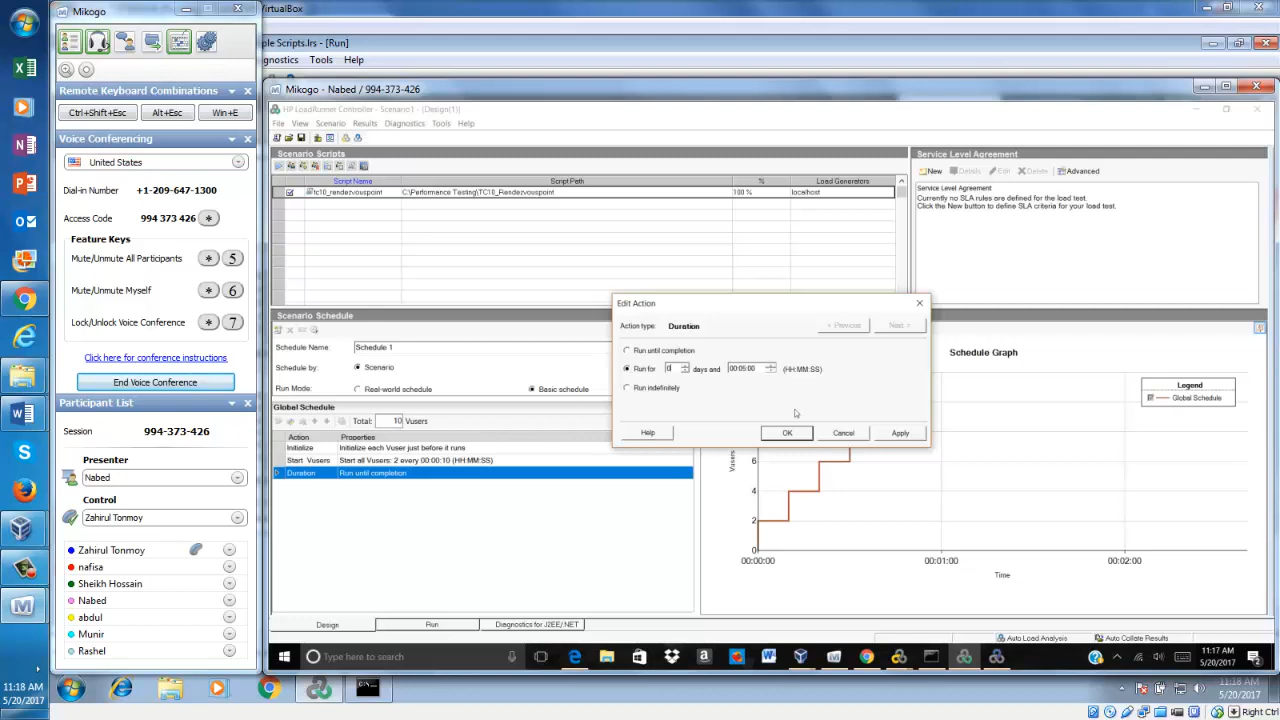 Mikogo
VirtualBox
ple Scripts.lrs - [Run]
gnostics Tools Help
Remote Keyboard Combinations
Ctrl+Shift+Esc Alt+Esc Win+E
Voice Conferencing
United States
Dial-in Number +1-209-647-1300
Access Code 994 373 426 *
Feature Keys
Mute/Unmute All Participants * 5
Mute/Unmute Myself * 6
Lock/Unlock Voice Conference * 7
Click here for conference instructions
End Voice Conference
Participant List
Session 994-373-426
Presenter
Nabed
Control
Zahirul Tonmoy
Zahirul Tonmoy
nafisa
Sheikh Hossain
Nabed
abdul
Munir
Rashel
Mikogo - Nabed / 994-373-426
HP LoadRunner Controller - Scenario1 - [Design(1)]
File View Scenario Results Diagnostics Tools Help
Scenario Scripts
Script Name Script Path % Load Generators
tc10_rendezvouspoint C:\Performance Testing\TC10_Rendezvouspoint 100 % localhost
Service Level Agreement
New Details Edit Delete Advanced
Service Level Agreement
Currently no SLA rules are defined for the load test.
Click the New button to define SLA criteria for your load test.
Scenario Schedule
Schedule Name: Schedule 1
Schedule by: Scenario
Run Mode: Real-world schedule Basic schedule
Global Schedule
Total: 10 Vusers
Action Properties
Initialize Initialize each Vuser just before it runs
Start Vusers Start all Vusers: 2 every 00:00:10 (HH:MM:SS)
Duration Run until completion
Edit Action
Action type: Duration < Previous Next >
Run until completion
Run for 0 days and 00:05:00 (HH:MM:SS)
Run indefinitely
Help OK Cancel Apply
Schedule Graph
Legend
Global Schedule
Vusers
6
4
2
0
00:00:00 00:01:00 00:02:00
Time
Design Run Diagnostics for J2EE/.NET
Auto Load Analysis Auto Collate Results
Type here to search
11:17 AM
5/20/2017
2
11:18 AM
5/20/2017
11:18 AM
5/20/2017
Right Ctrl